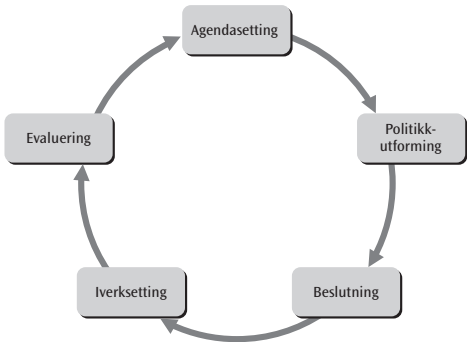 Agendasetting
Politikk-
utforming
Beslutning
Iverksetting
Evaluering